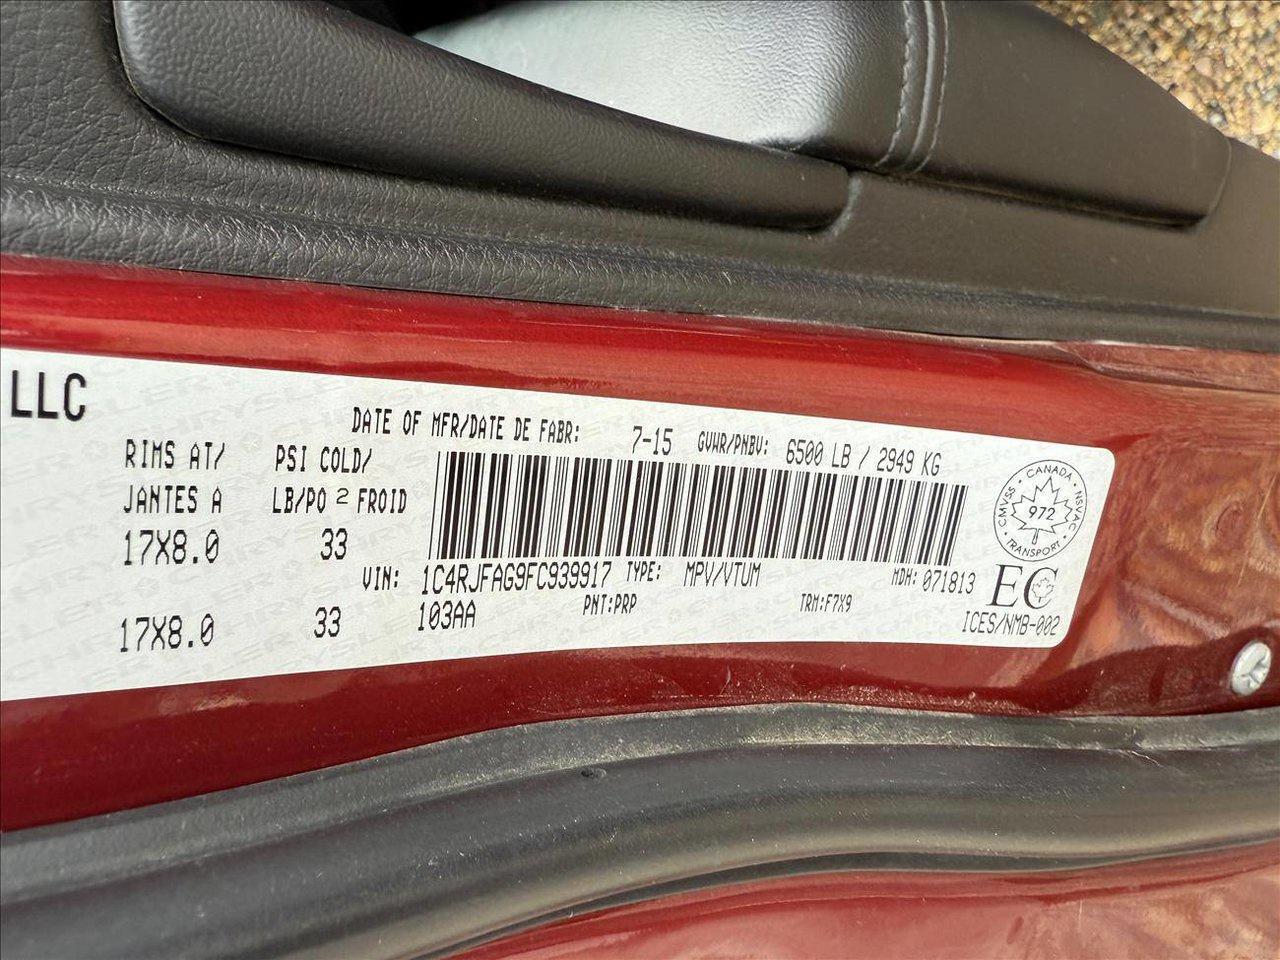 LLC
DATE OF MFR/DATE DE FABR: 7-15 GVWR/PNBV: 6500 LB / 2949 KG
RIMS AT/ PSI COLD/
JANTES A LB/PO 2 FROID
17X8.0 33
VIN: 1C4RJFAG9FC939917 TYPE: MPV/VTUM MDH: 071813
17X8.0 33 103AA PNT:PRP TRM:F7X9
CMVSS • CANADA • NSVAC • TRANSPORT •
972
EC
ICES/NMB-002